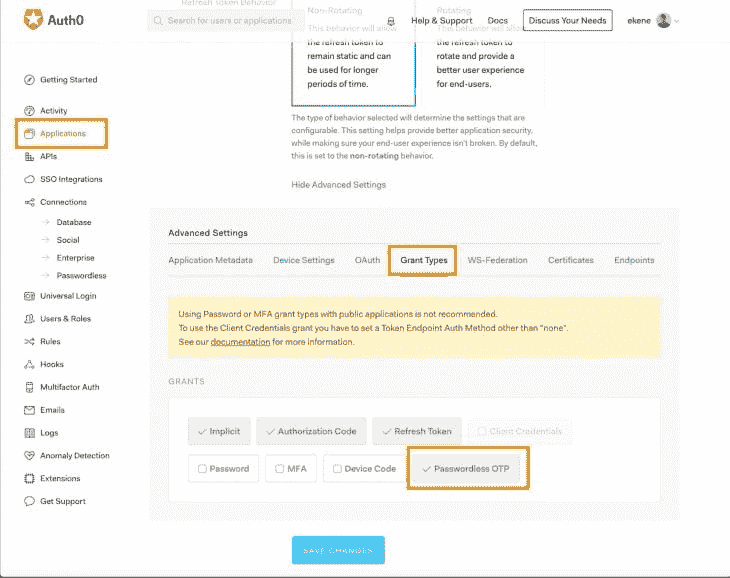 Auth0
Search for users or applications
Help & Support
Docs
Discuss Your Needs
ekene
Refresh Token Behavior
Non-Rotating
This behavior will allow
the refresh token to
remain static and can
be used for longer
periods of time.
Rotating
This behavior will allow
the refresh token to
rotate and provide a
better user experience
for end-users.
The type of behavior selected will determine the settings that are
configurable. This setting helps provide better application security,
while making sure your end-user experience isn't broken. By default,
this is set to the non-rotating behavior.
Hide Advanced Settings
Getting Started
Activity
Applications
APIs
SSO Integrations
Connections
Database
Social
Enterprise
Passwordless
Universal Login
Users & Roles
Rules
Hooks
Multifactor Auth
Emails
Logs
Anomaly Detection
Extensions
Get Support
Advanced Settings
Application Metadata
Device Settings
OAuth
Grant Types
WS-Federation
Certificates
Endpoints
Using Password or MFA grant types with public applications is not recommended.
To use the Client Credentials grant you have to set a Token Endpoint Auth Method other than "none".
See our documentation for more information.
GRANTS
Implicit
Authorization Code
Refresh Token
Client Credentials
Password
MFA
Device Code
Passwordless OTP
SAVE CHANGES